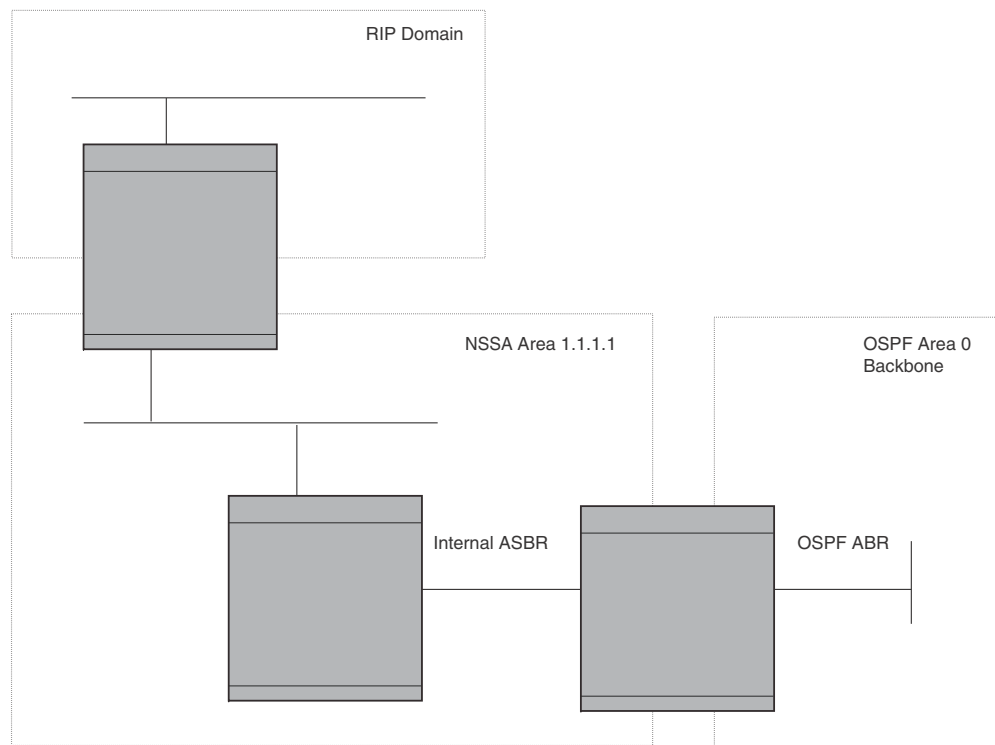 RIP Domain
NSSA Area 1.1.1.1
OSPF Area 0
Backbone
Internal ASBR
OSPF ABR